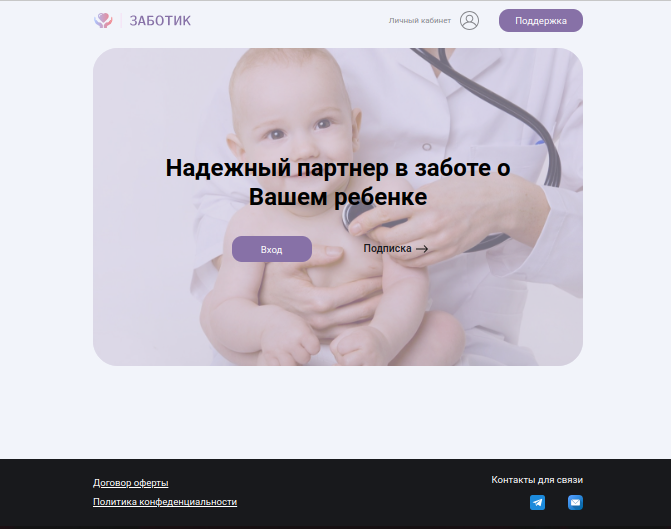 ЗАБОТИК
Личный кабинет
Поддержка
Надежный партнер в заботе о
Вашем ребенке
Вход
Подписка
Договор оферты
Политика конфеденциальности
Контакты для связи